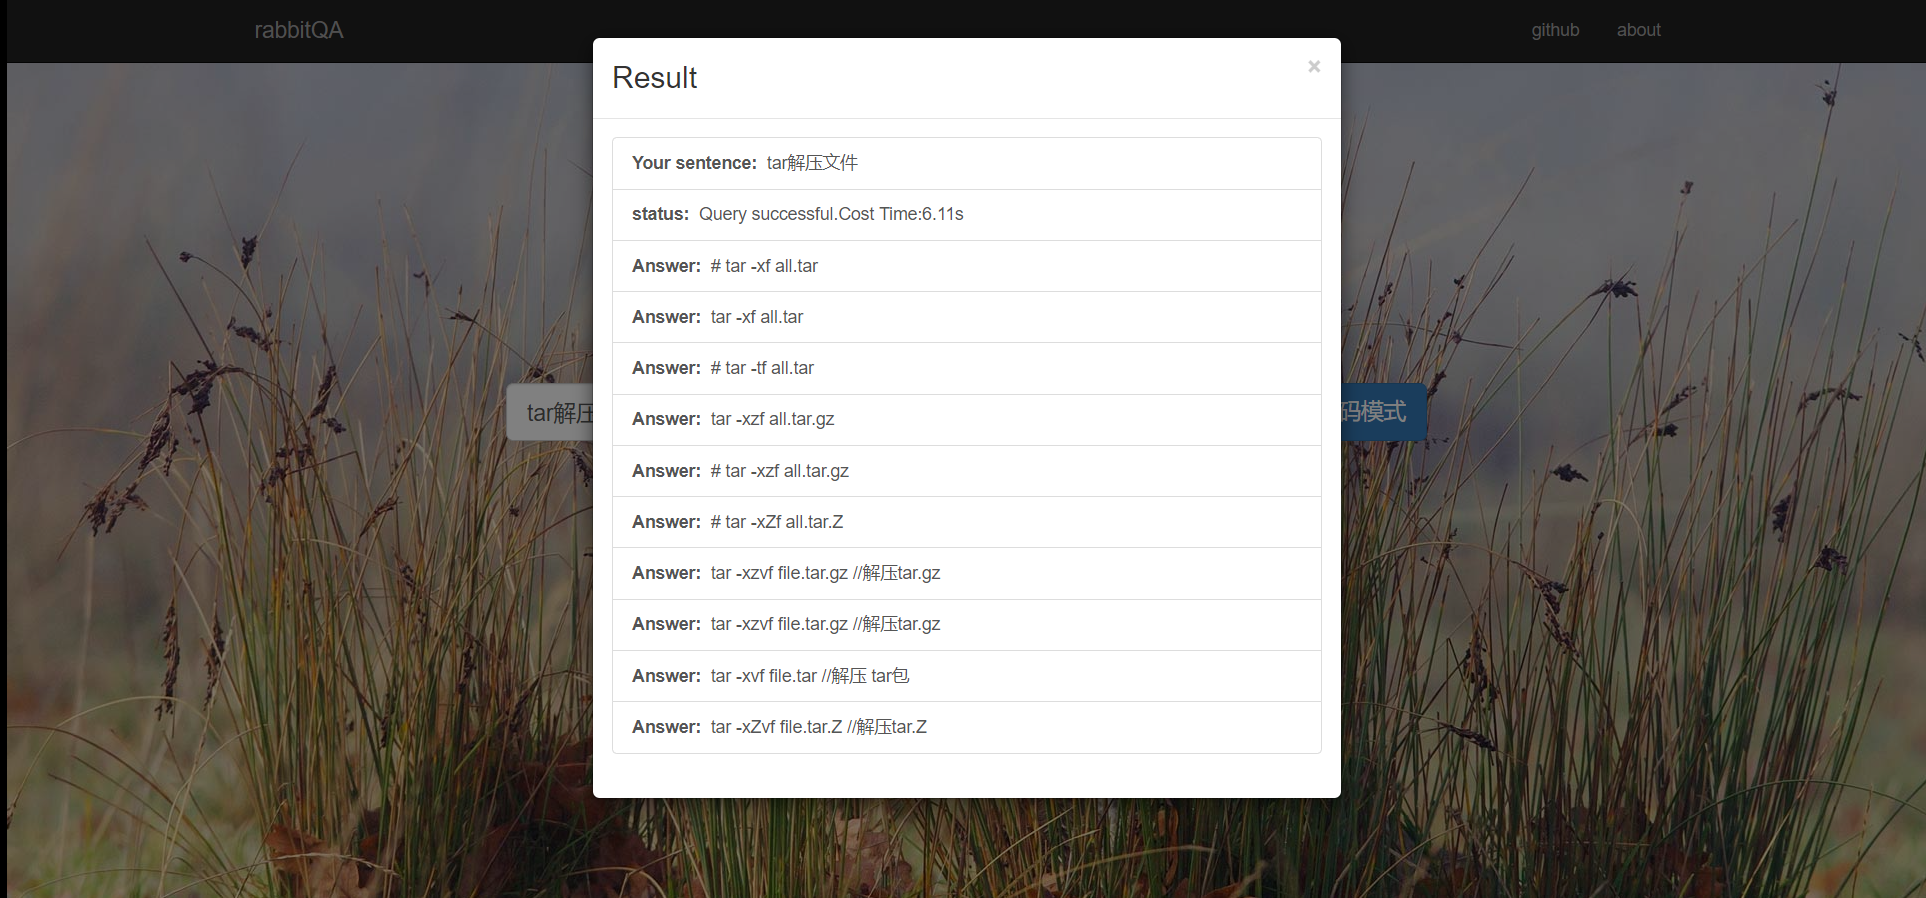 rabbitQA
github
about
Result
×
Your sentence: tar解压文件
status: Query successful.Cost Time:6.11s
Answer: # tar -xf all.tar
Answer: tar -xf all.tar
Answer: # tar -tf all.tar
Answer: tar -xzf all.tar.gz
Answer: # tar -xzf all.tar.gz
Answer: # tar -xZf all.tar.Z
Answer: tar -xzvf file.tar.gz //解压tar.gz
Answer: tar -xzvf file.tar.gz //解压tar.gz
Answer: tar -xvf file.tar //解压 tar包
Answer: tar -xZvf file.tar.Z //解压tar.Z
tar解压
码模式